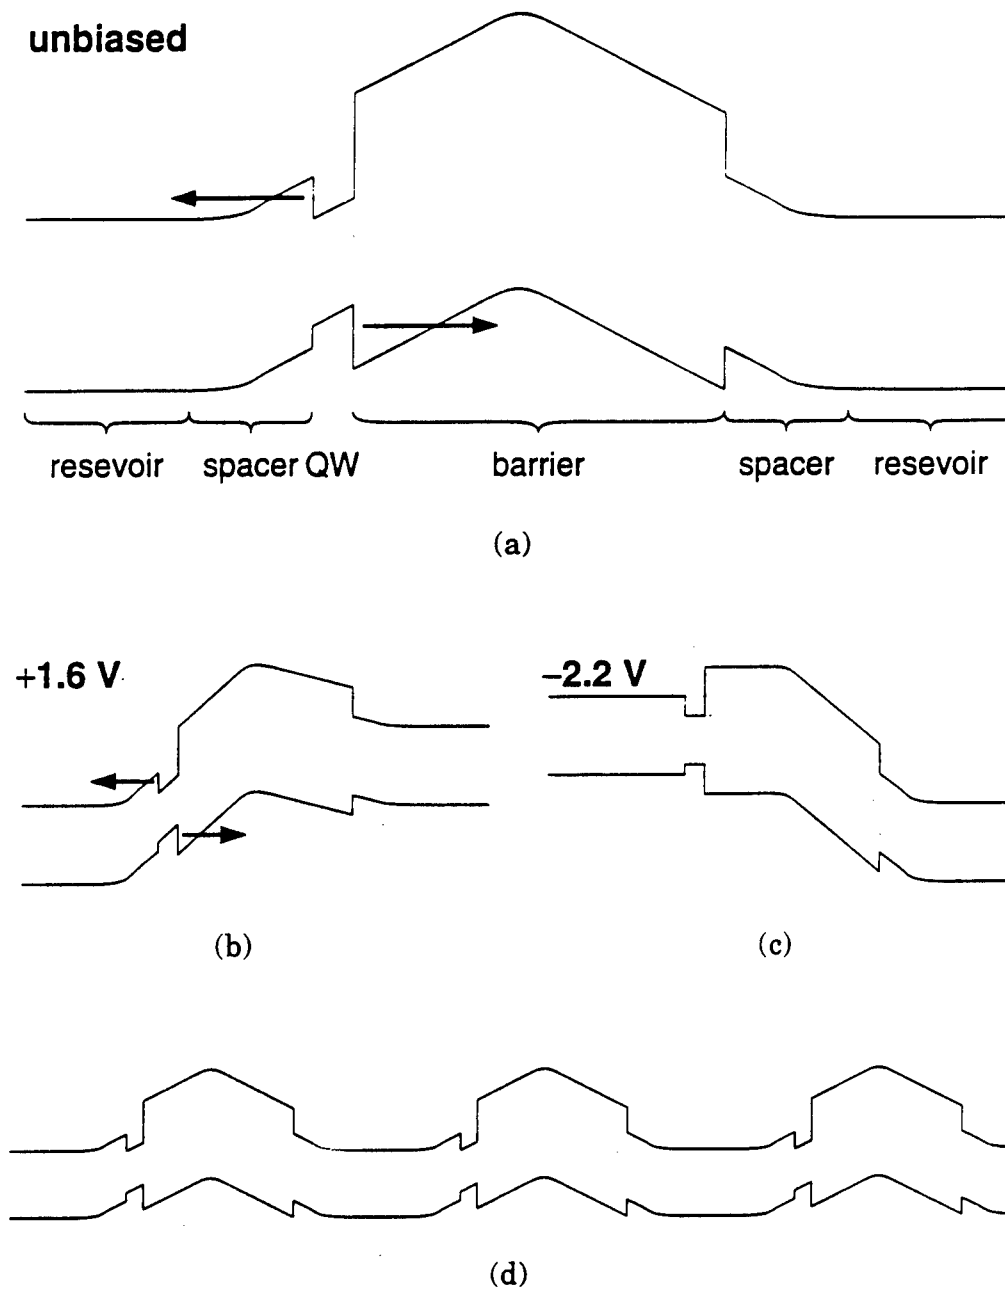 unbiased
resevoir spacer QW barrier spacer resevoir
(a)
+1.6 V −2.2 V
(b) (c)
(d)